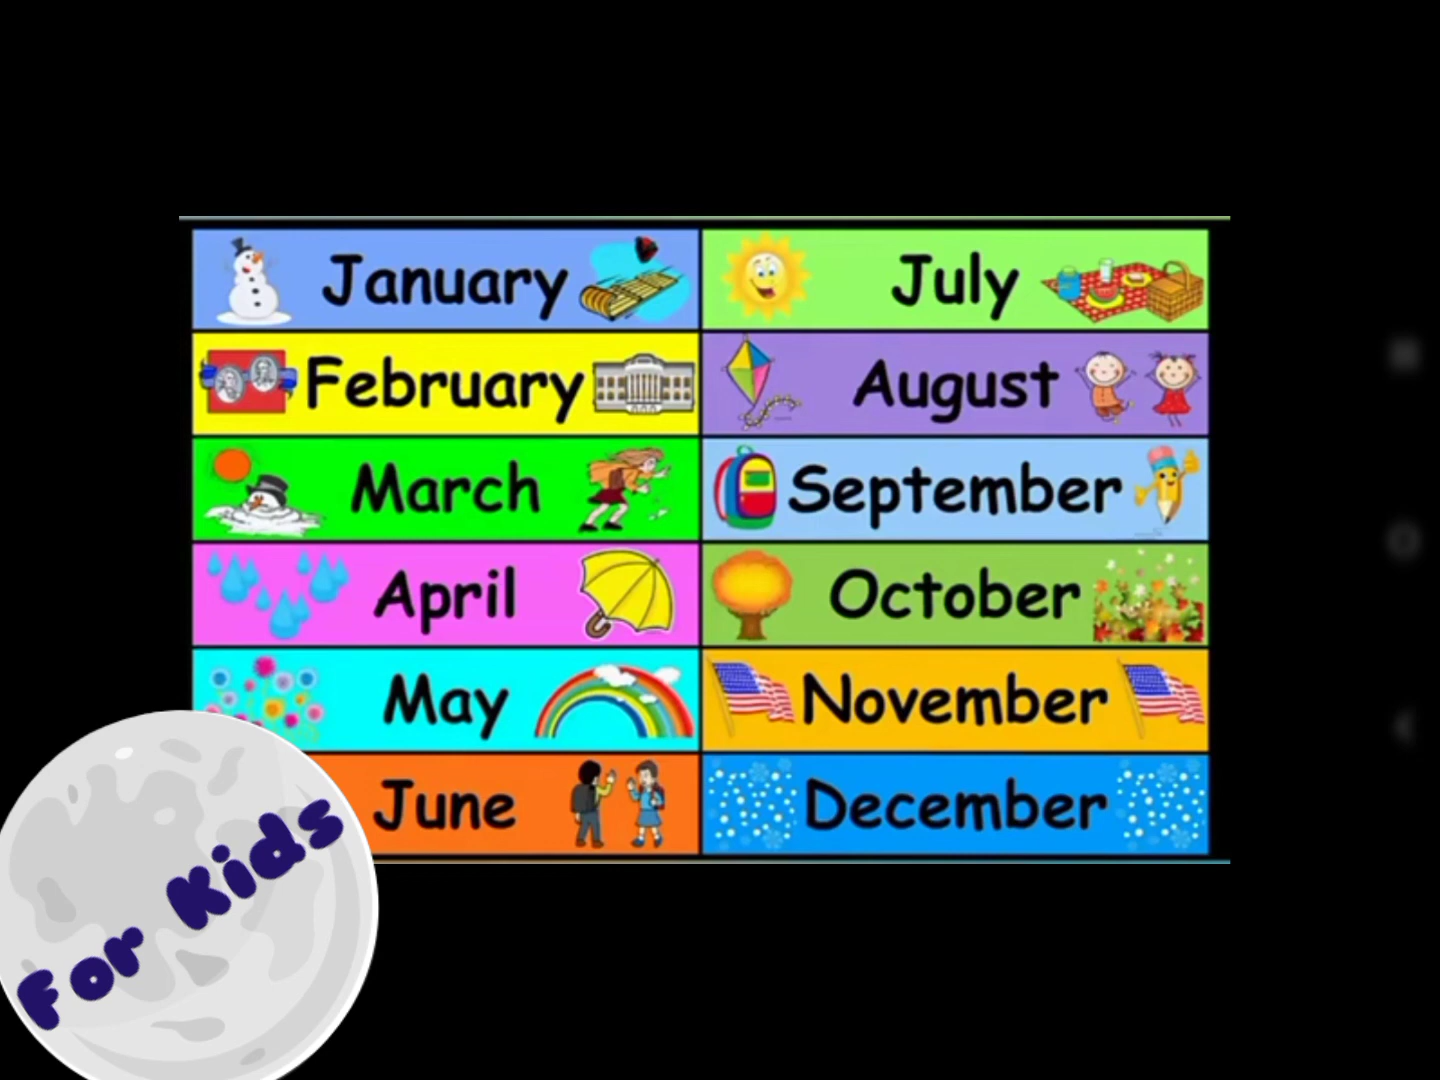 January
February
March
April
May
June
July
August
September
October
November
December
For Kids